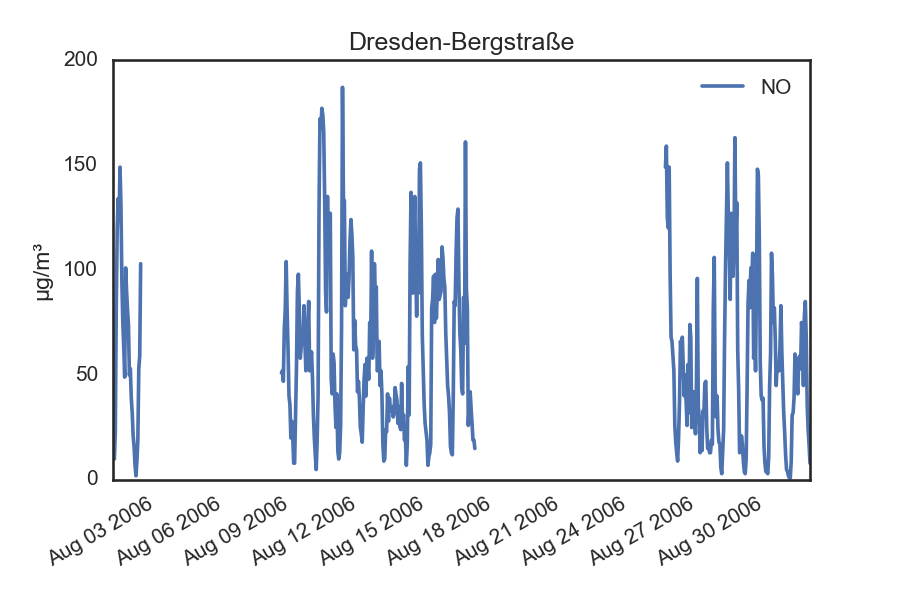 Dresden-Bergstraße
NO
µg/m³
200
150
100
50
0
Aug 03 2006
Aug 06 2006
Aug 09 2006
Aug 12 2006
Aug 15 2006
Aug 18 2006
Aug 21 2006
Aug 24 2006
Aug 27 2006
Aug 30 2006